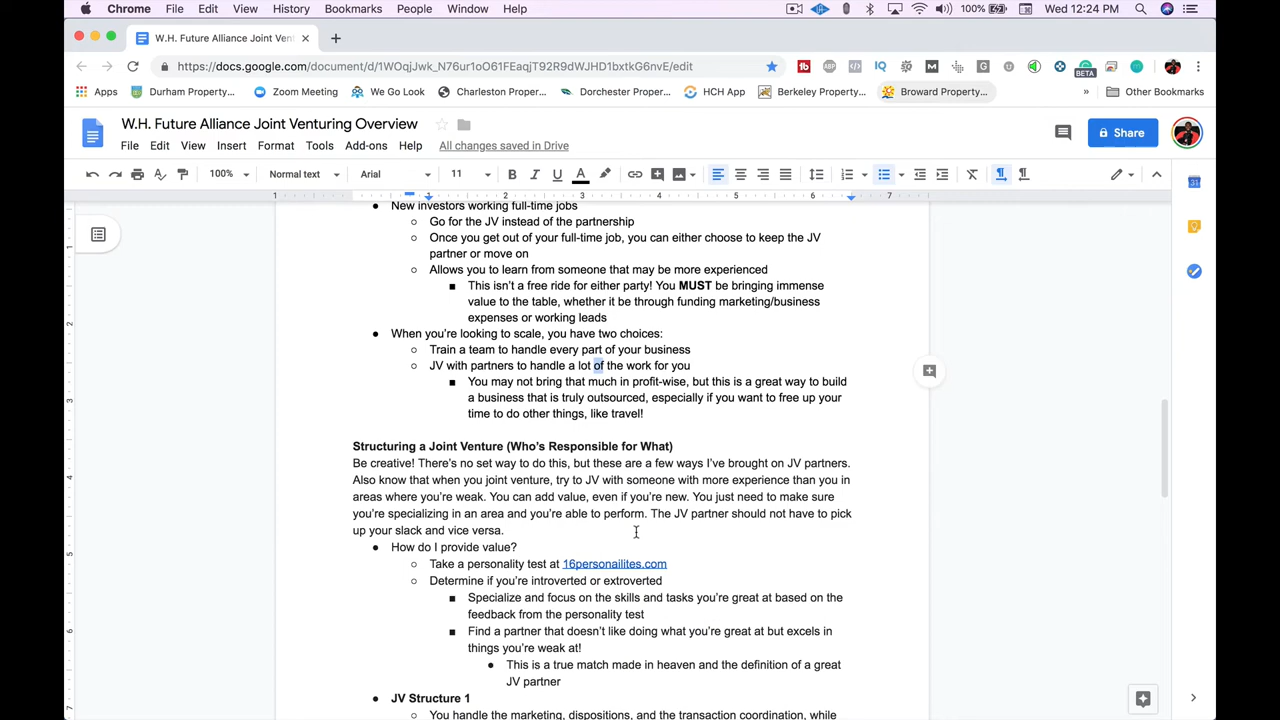 Chrome File Edit View History Bookmarks People Window Help 100% Wed 12:24 PM
W.H. Future Alliance Joint Vent
https://docs.google.com/document/d/1WOqjJwk_N76ur1oO61FEaqjT92R9dWJHD1bxtkG6nvE/edit
BETA
Apps Durham Property... Zoom Meeting We Go Look Charleston Proper... Dorchester Proper... HCH App Berkeley Property... Broward Property... » Other Bookmarks
W.H. Future Alliance Joint Venturing Overview
Share
File Edit View Insert Format Tools Add-ons Help All changes saved in Drive
100% Normal text Arial 11 B I U A
1 1 2 3 4 5 6 7
New investors working full-time jobs
Go for the JV instead of the partnership
Once you get out of your full-time job, you can either choose to keep the JV
partner or move on
Allows you to learn from someone that may be more experienced
This isn't a free ride for either party! You MUST be bringing immense
value to the table, whether it be through funding marketing/business
expenses or working leads
When you're looking to scale, you have two choices:
Train a team to handle every part of your business
JV with partners to handle a lot of the work for you
You may not bring that much in profit-wise, but this is a great way to build
a business that is truly outsourced, especially if you want to free up your
time to do other things, like travel!
Structuring a Joint Venture (Who's Responsible for What)
Be creative! There's no set way to do this, but these are a few ways I've brought on JV partners.
Also know that when you joint venture, try to JV with someone with more experience than you in
areas where you're weak. You can add value, even if you're new. You just need to make sure
you're specializing in an area and you're able to perform. The JV partner should not have to pick
up your slack and vice versa.
How do I provide value?
Take a personality test at 16personailites.com
Determine if you're introverted or extroverted
Specialize and focus on the skills and tasks you're great at based on the
feedback from the personality test
Find a partner that doesn't like doing what you're great at but excels in
things you're weak at!
This is a true match made in heaven and the definition of a great
JV partner
JV Structure 1
You handle the marketing, dispositions, and the transaction coordination, while